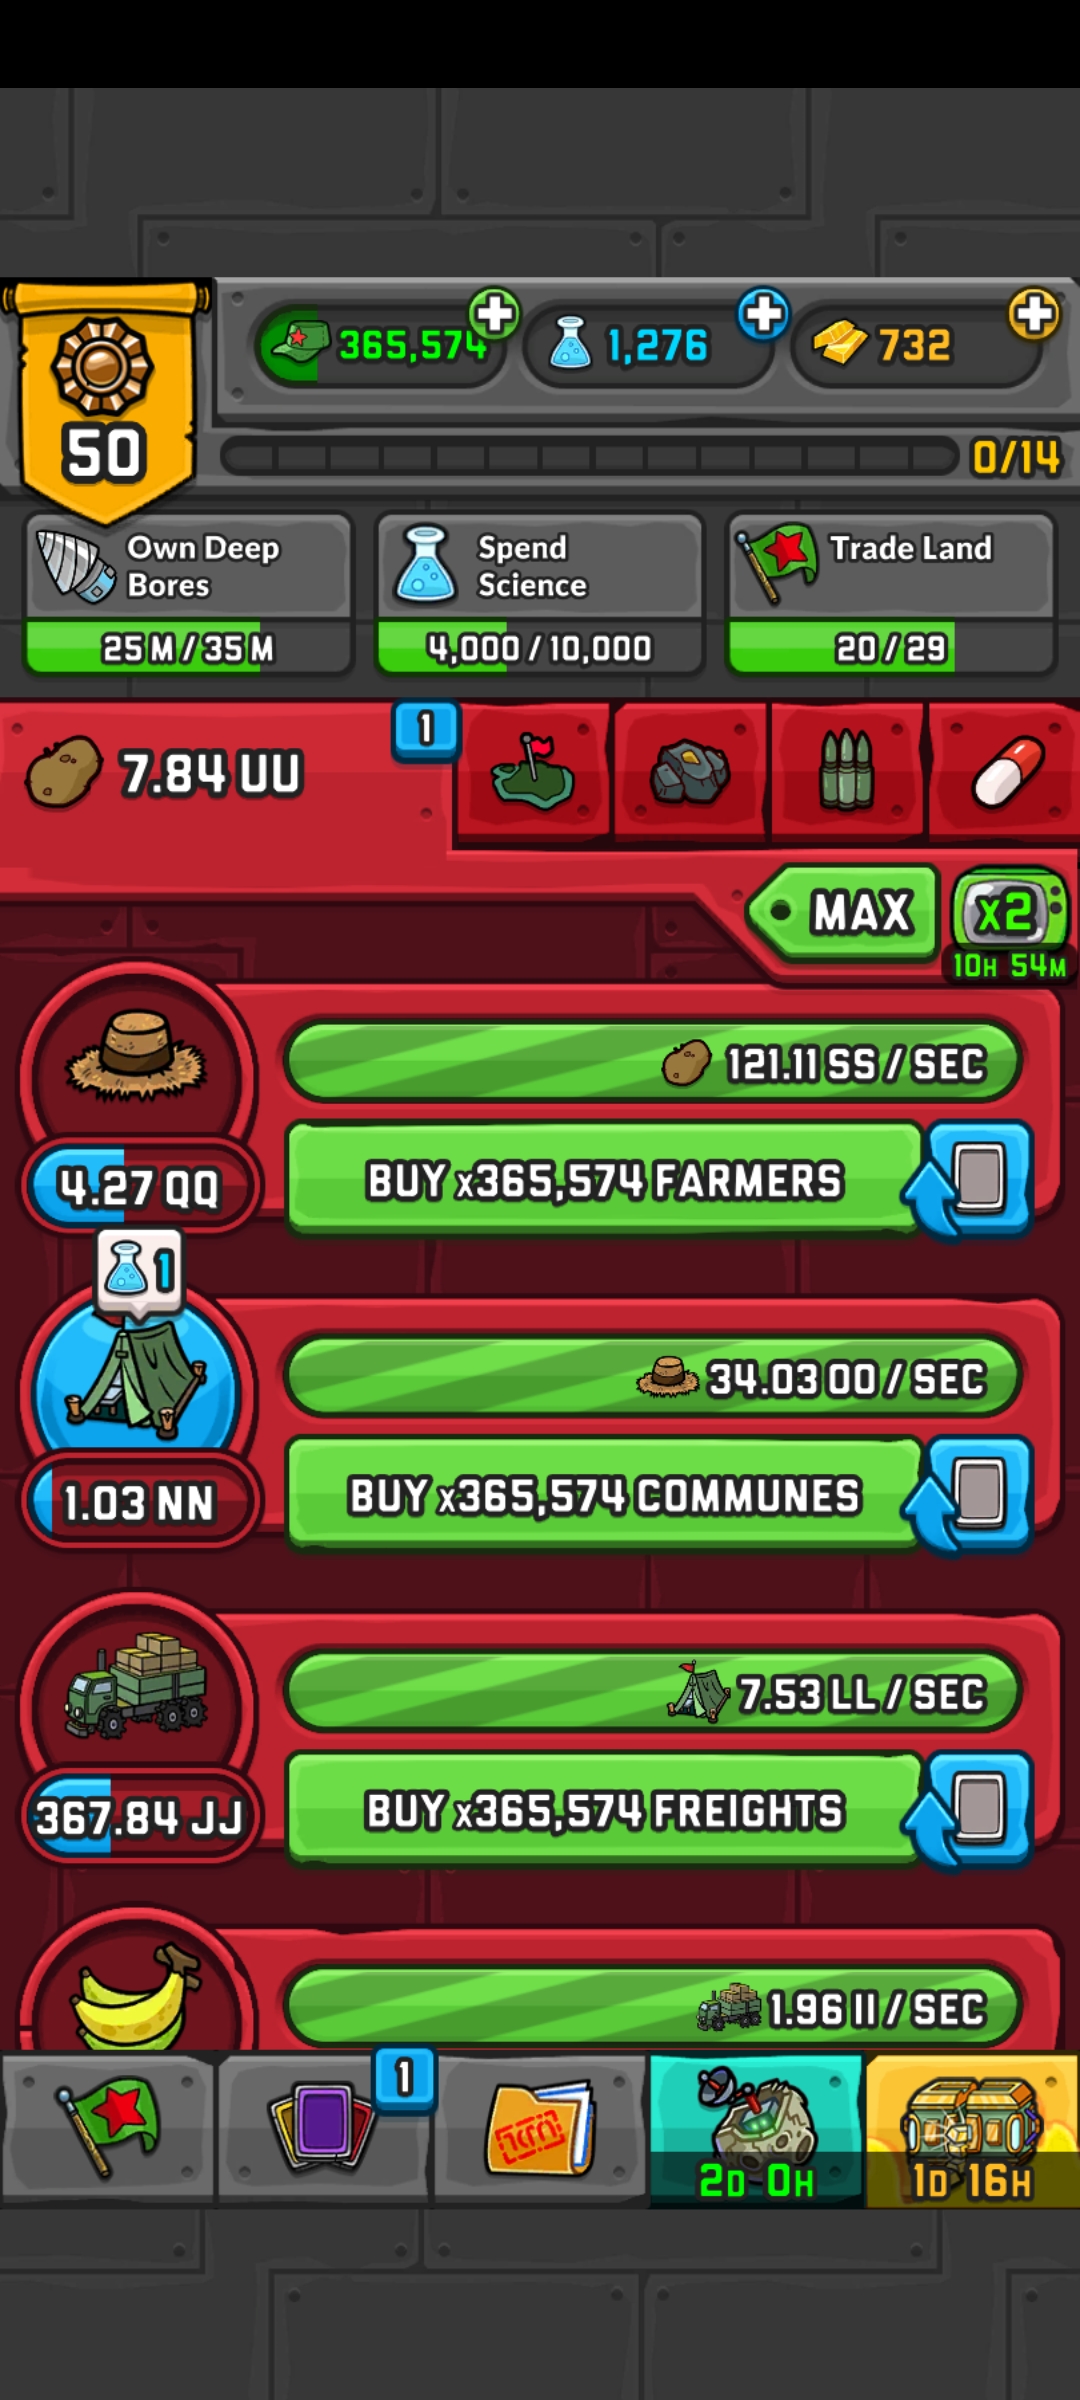 50
365,574
1,276
732
0/14
Own Deep
Bores
25 M / 35 M
Spend
Science
4,000 / 10,000
Trade Land
20 / 29
7.84 UU
1
MAX
x2
10H 54M
121.11 SS / SEC
4.27 QQ
BUY x365,574 FARMERS
1
34.03 OO / SEC
1.03 NN
BUY x365,574 COMMUNES
7.53 LL / SEC
367.84 JJ
BUY x365,574 FREIGHTS
1.96 II / SEC
1
2D 0H
1D 16H